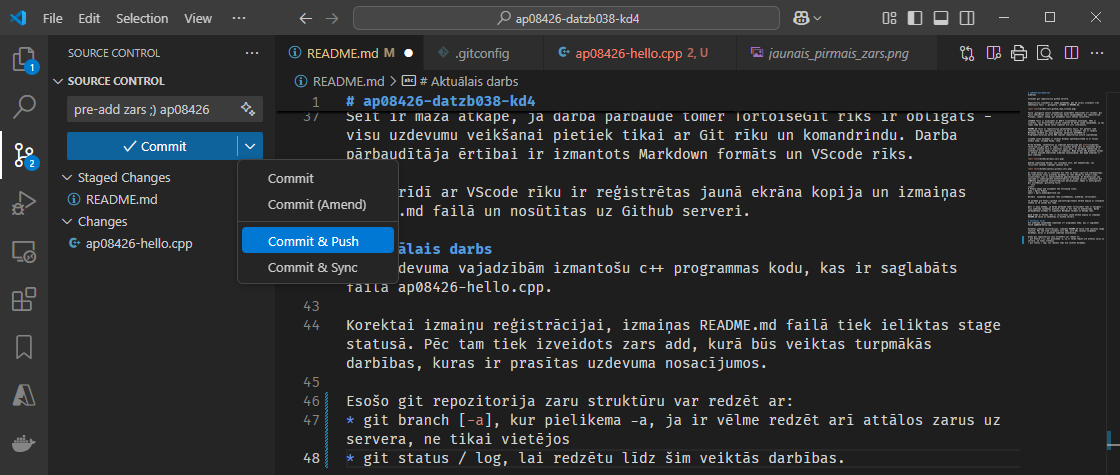 File Edit Selection View ··· ap08426-datzb038-kd4
SOURCE CONTROL ···
README.md M
.gitconfig
ap08426-hello.cpp 2, U
jaunais_pirmais_zars.png
README.md > # Aktuālais darbs
SOURCE CONTROL
pre-add zars ;) ap08426
Commit
Staged Changes
README.md
Changes
ap08426-hello.cpp
1
2
Commit
Commit (Amend)
Commit & Push
Commit & Sync
1 # ap08426-datzb038-kd4
37 Šeit ir maza atkāpe, ja darba pārbaudē tomēr TortoiseGit rīks ir obligāts -
visu uzdevumu veikšanai pietiek tikai ar Git rīku un komandrindu. Darba
pārbaudītāja ērtībai ir izmantots Markdown formāts un VScode rīks.
rīdī ar VScode rīku ir reģistrētas jaunā ekrāna kopija un izmaiņas
.md failā un nosūtītas uz Github serveri.
ālais darbs
devuma vajadzībām izmantošu c++ programmas kodu, kas ir saglabāts
failā ap08426-hello.cpp.
43
44 Korektai izmaiņu reģistrācijai, izmaiņas README.md failā tiek ieliktas stage
statusā. Pēc tam tiek izveidots zars add, kurā būs veiktas turpmākās
darbības, kuras ir prasītas uzdevuma nosacījumos.
45
46 Esošo git repozitorija zaru struktūru var redzēt ar:
47 * git branch [-a], kur pielikema -a, ja ir vēlme redzēt arī attālos zarus uz
servera, ne tikai vietējos
48 * git status / log, lai redzētu līdz šim veiktās darbības.